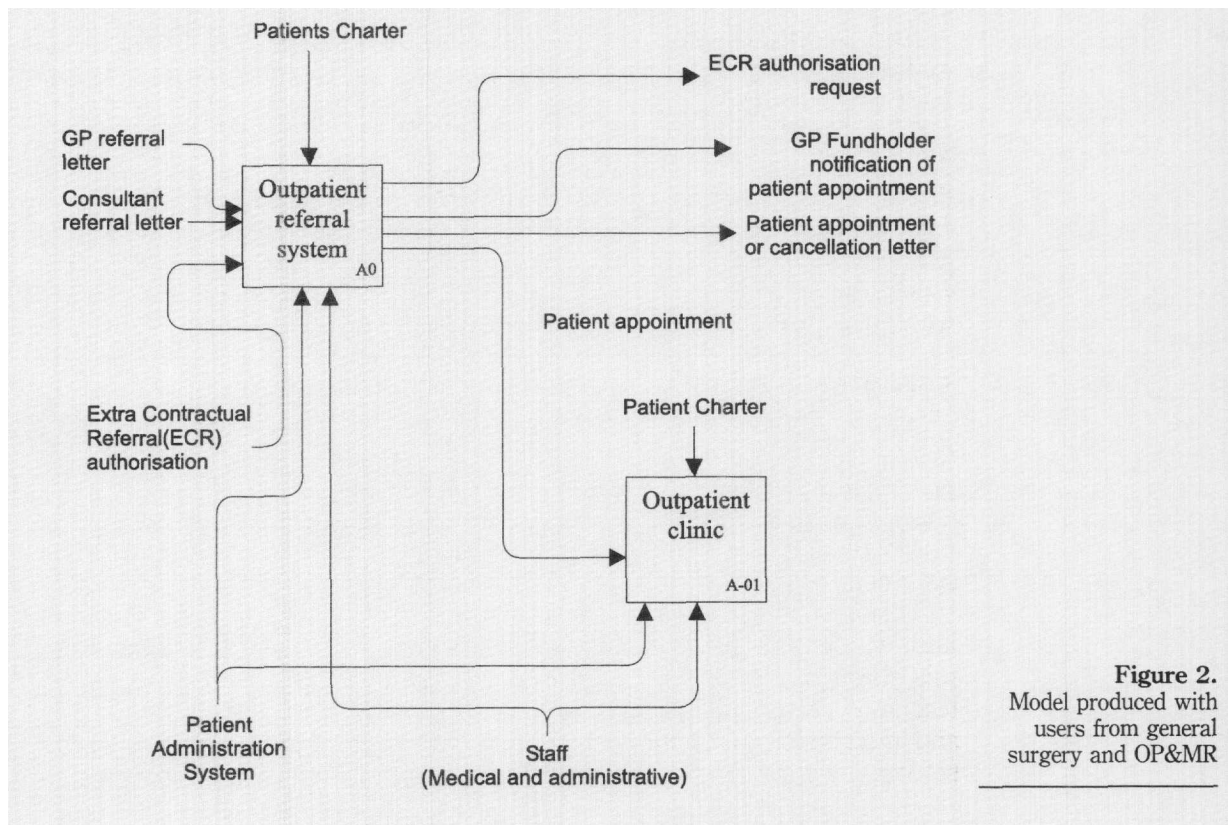 Patients Charter
ECR authorisation
request
GP referral
letter
GP Fundholder
notification of
patient appointment
Consultant
referral letter
Outpatient
referral
system
A0
Patient appointment
or cancellation letter
Patient appointment
Extra Contractual
Referral(ECR)
authorisation
Patient Charter
Outpatient
clinic
A-01
Patient
Administration
System
Staff
(Medical and administrative)
Figure 2.
Model produced with
users from general
surgery and OP&MR